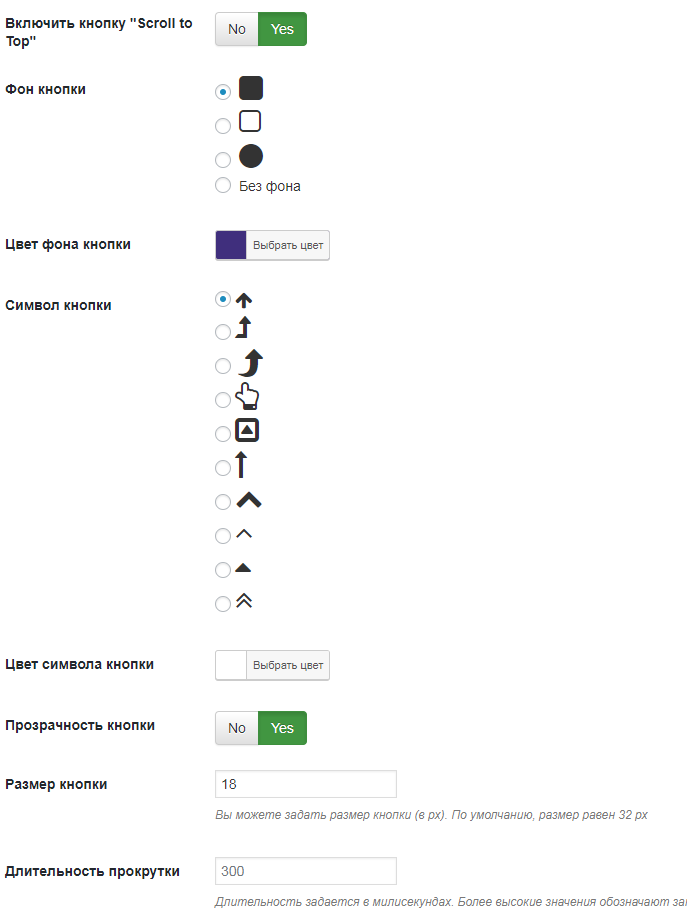 Включить кнопку "Scroll to
Top"
No Yes
Фон кнопки
Без фона
Цвет фона кнопки
Выбрать цвет
Символ кнопки
Цвет символа кнопки
Выбрать цвет
Прозрачность кнопки
No Yes
Размер кнопки
18
Вы можете задать размер кнопки (в px). По умолчанию, размер равен 32 px
Длительность прокрутки
300
Длительность задается в милисекундах. Более высокие значения обозначают